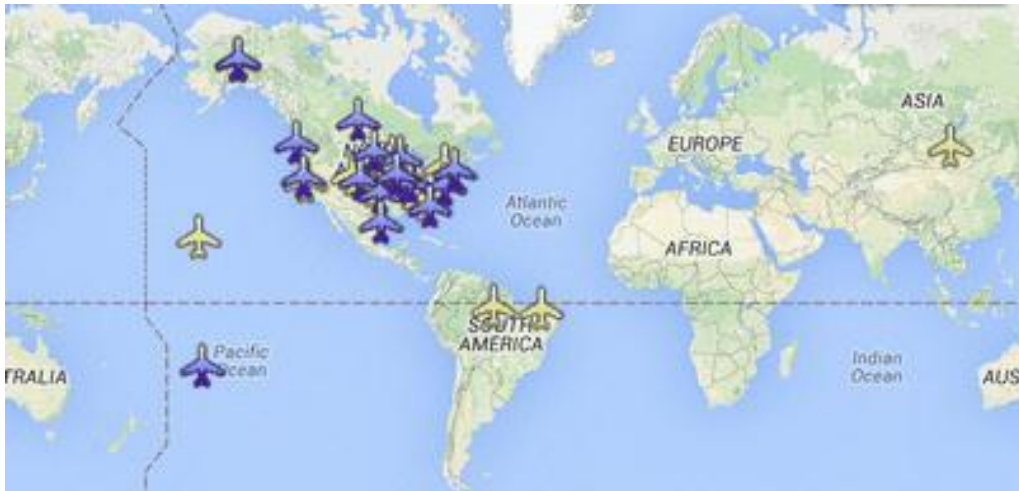 ASIA
EUROPE
Atlantic
Ocean
AFRICA
SOUTH
AMERICA
Pacific
Ocean
Indian
Ocean
TRALIA
AUS